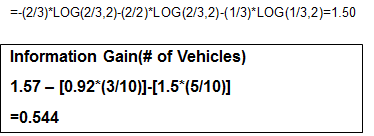 =-(2/3)*LOG(2/3,2)-(2/2)*LOG(2/3,2)-(1/3)*LOG(1/3,2)=1.50
Information Gain(# of Vehicles)
1.57 – [0.92*(3/10)]-[1.5*(5/10)]
=0.544